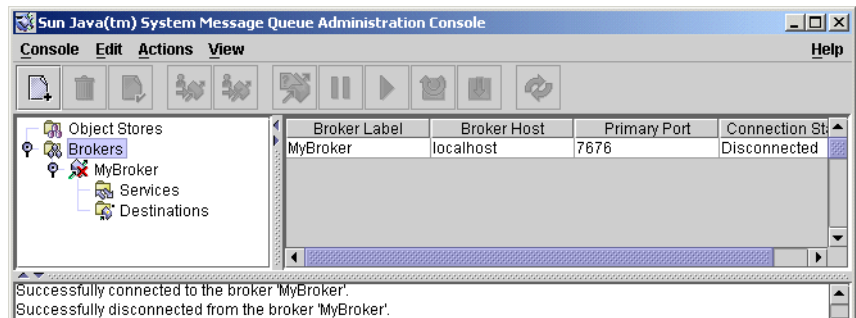 Sun Java(tm) System Message Queue Administration Console
Console Edit Actions View Help
Object Stores
Brokers
MyBroker
Services
Destinations
Broker Label Broker Host Primary Port Connection St
MyBroker localhost 7676 Disconnected
Successfully connected to the broker 'MyBroker'.
Successfully disconnected from the broker 'MyBroker'.